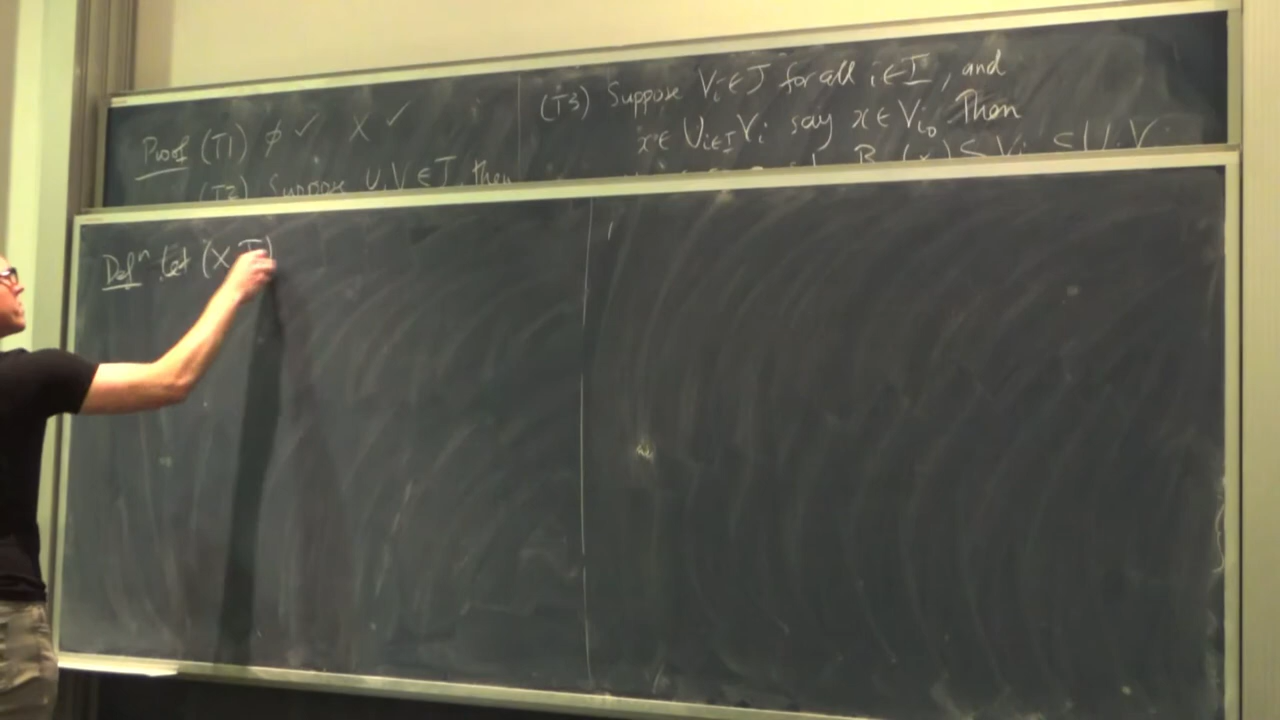 Proof (T1) ∅ ✓ X ✓
(T2) Suppose U,V ∈ T, then
(T3) Suppose Vᵢ ∈ T for all i ∈ I, and
x ∈ ∪ᵢ∈I Vᵢ say x ∈ Vᵢ₀. Then
Defⁿ Let (X, T)